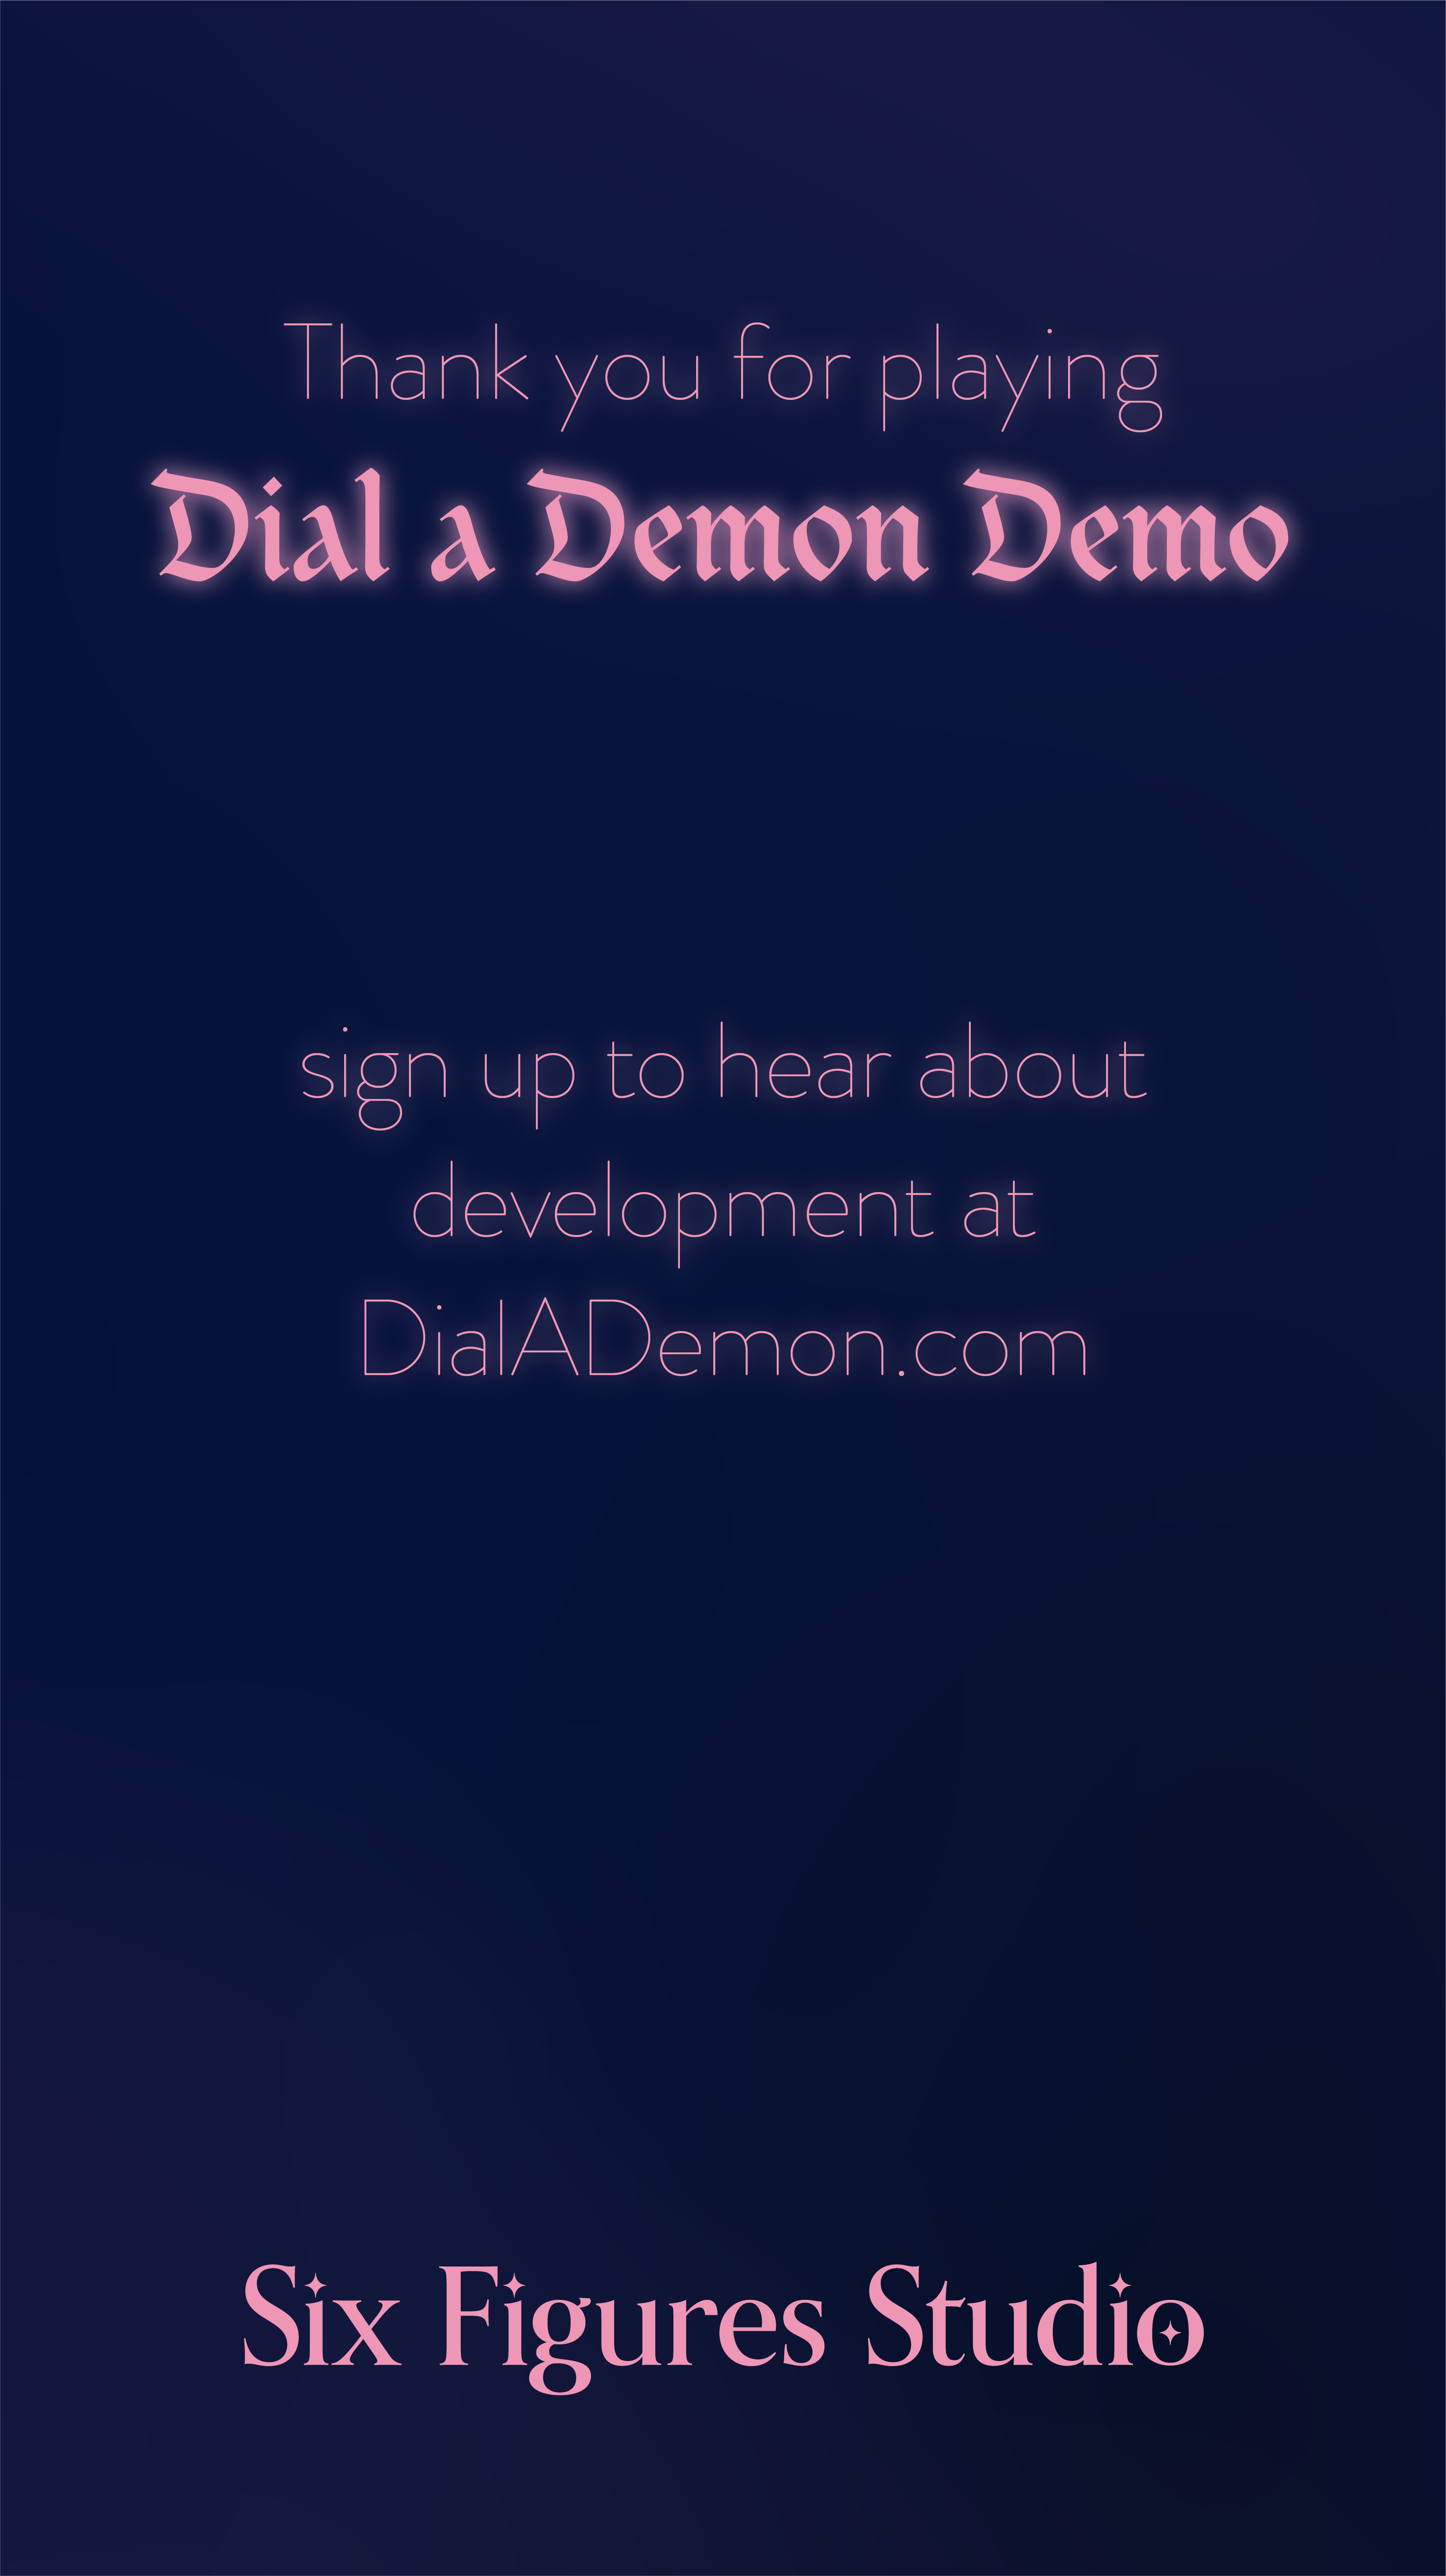 Thank you for playing
Dial a Demon Demo
sign up to hear about
development at
DialADemon.com
Six Figures Studio